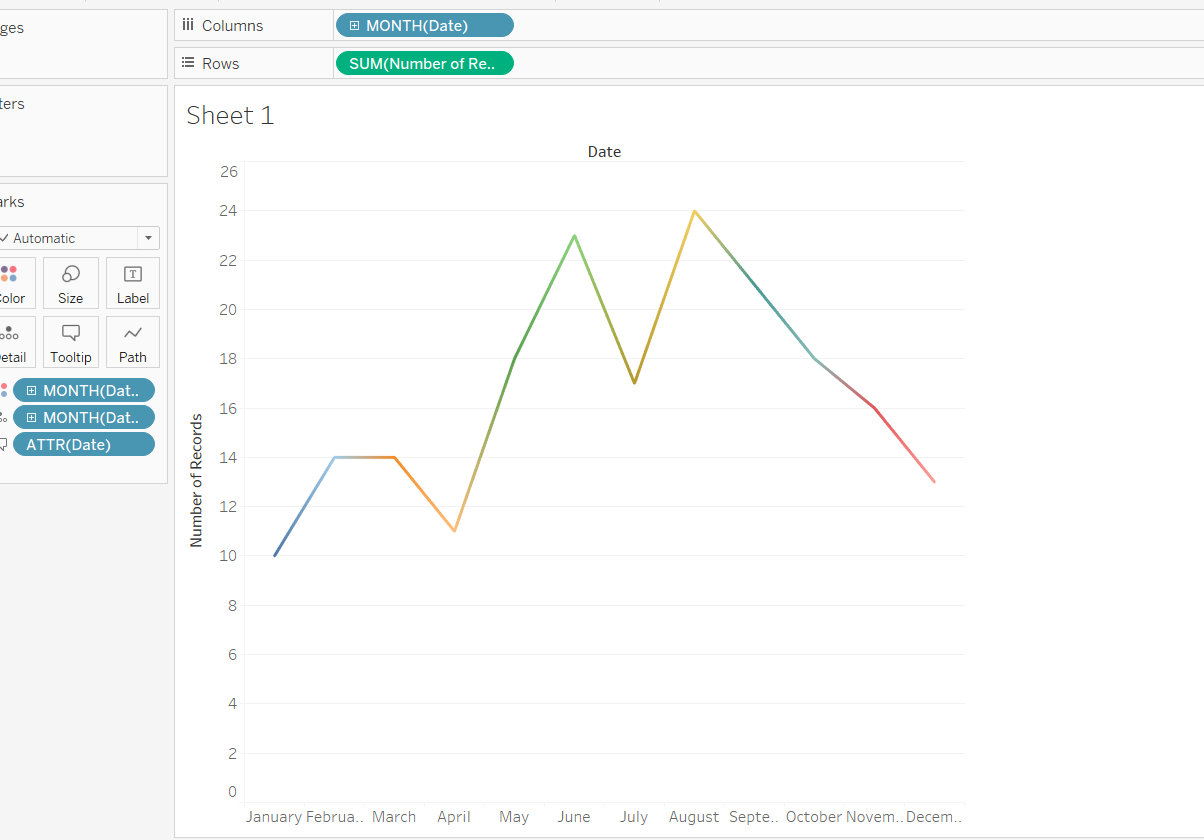 ges
Columns
MONTH(Date)
Rows
SUM(Number of Re..
ters
arks
Automatic
Color
Size
Label
etail
Tooltip
Path
MONTH(Dat..
MONTH(Dat..
ATTR(Date)
Sheet 1
Date
Number of Records
26
24
22
20
18
16
14
12
10
8
6
4
2
0
January Februa.. March April May June July August Septe.. October Novem.. Decem..